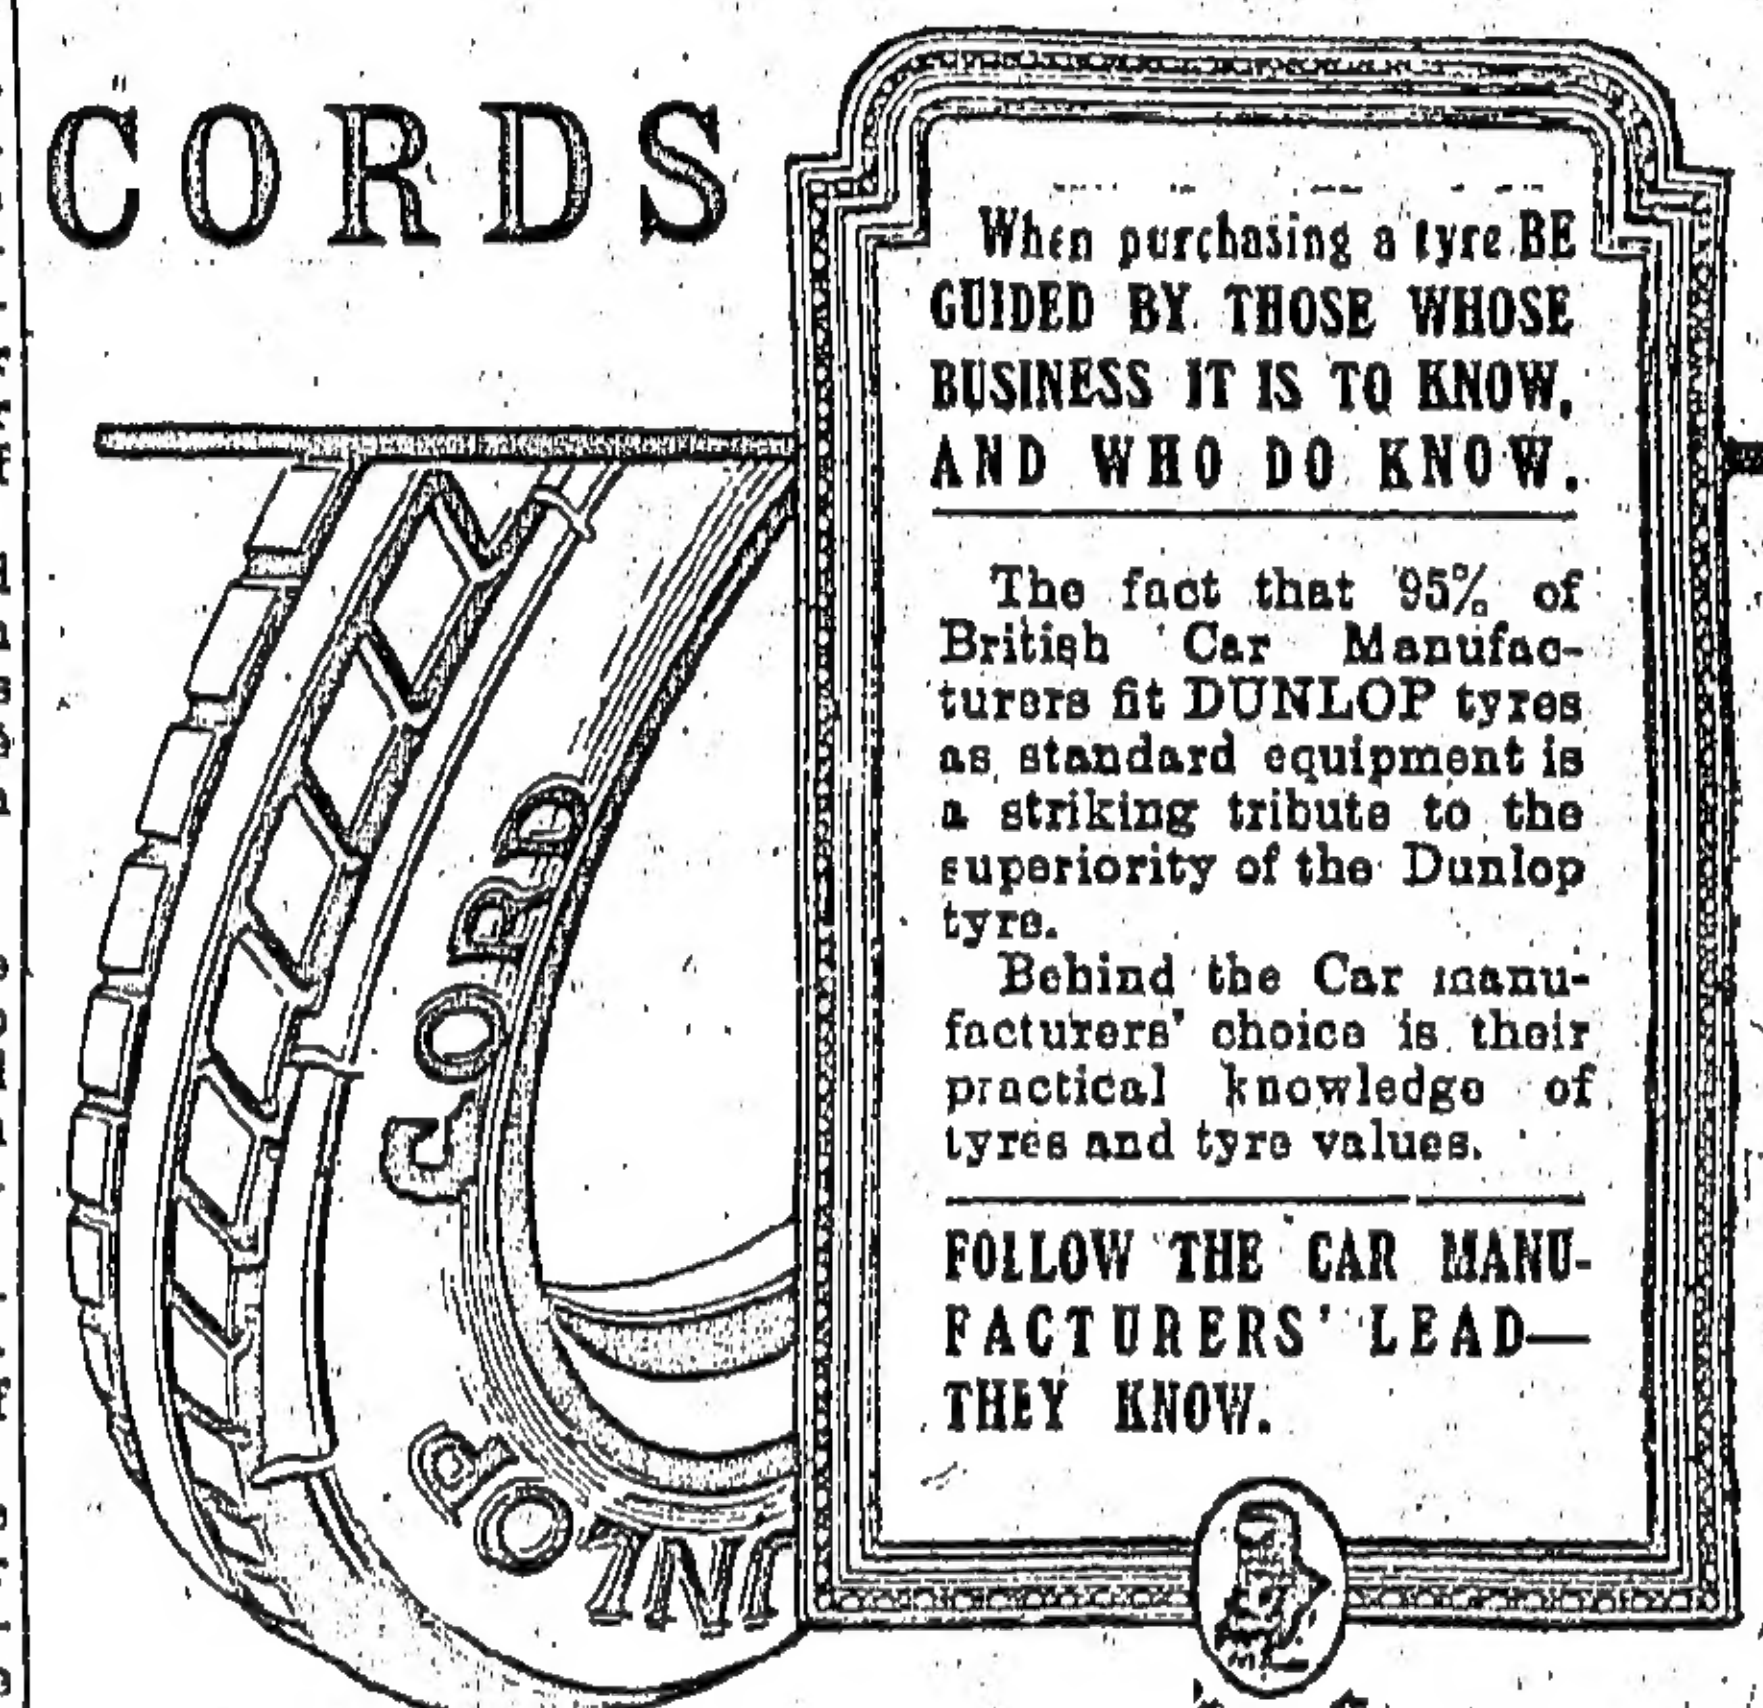 CORDS
When purchasing a tyre BE
GUIDED BY THOSE WHOSE
BUSINESS IT IS TO KNOW,
AND WHO DO KNOW.
The fact that 95% of
British Car Manufac-
turers fit DUNLOP tyres
as standard equipment is
a striking tribute to the
superiority of the Dunlop
tyre.
Behind the Car manu-
facturers' choice is their
practical knowledge of
tyres and tyre values.
FOLLOW THE CAR MANU-
FACTURERS' LEAD—
THEY KNOW.
CORD
UNLOP